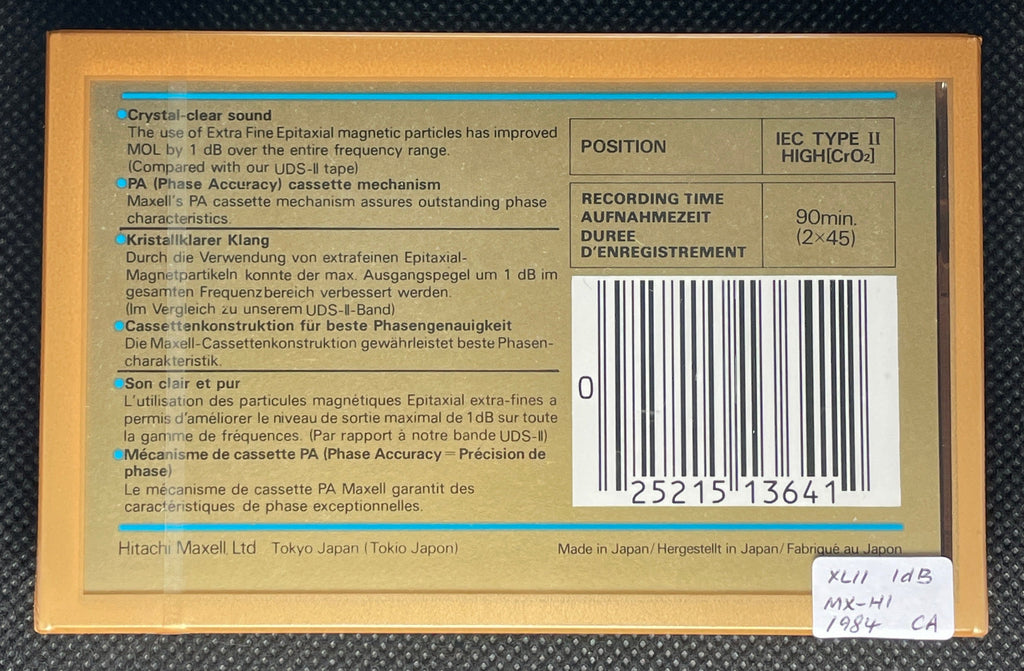 ●Crystal-clear sound
The use of Extra Fine Epitaxial magnetic particles has improved
MOL by 1 dB over the entire frequency range.
(Compared with our UDS-II tape)
●PA (Phase Accuracy) cassette mechanism
Maxell's PA cassette mechanism assures outstanding phase
characteristics.
●Kristallklarer Klang
Durch die Verwendung von extrafeinen Epitaxial-
Magnetpartikeln konnte der max. Ausgangspegel um 1 dB im
gesamten Frequenzbereich verbessert werden.
(Im Vergleich zu unserem UDS-II-Band)
●Cassettenkonstruktion für beste Phasengenauigkeit
Die Maxell-Cassettenkonstruktion gewährleistet beste Phasen-
charakteristik.
●Son clair et pur
L'utilisation des particules magnétiques Epitaxial extra-fines a
permis d'améliorer le niveau de sortie maximal de 1dB sur toute
la gamme de fréquences. (Par rapport à notre bande UDS-II)
●Mécanisme de cassette PA (Phase Accuracy = Précision de
phase)
Le mécanisme de cassette PA Maxell garantit des
caractéristiques de phase exceptionnelles.
POSITION
IEC TYPE II
HIGH[CrO₂]
RECORDING TIME
AUFNAHMEZEIT
DUREE
D'ENREGISTREMENT
90min.
(2×45)
0
25215 13641
Hitachi Maxell, Ltd Tokyo Japan (Tokio Japon)
Made in Japan/Hergestellt in Japan/Fabriqué au Japon
XLII 1dB
MX-H1
1984 CA